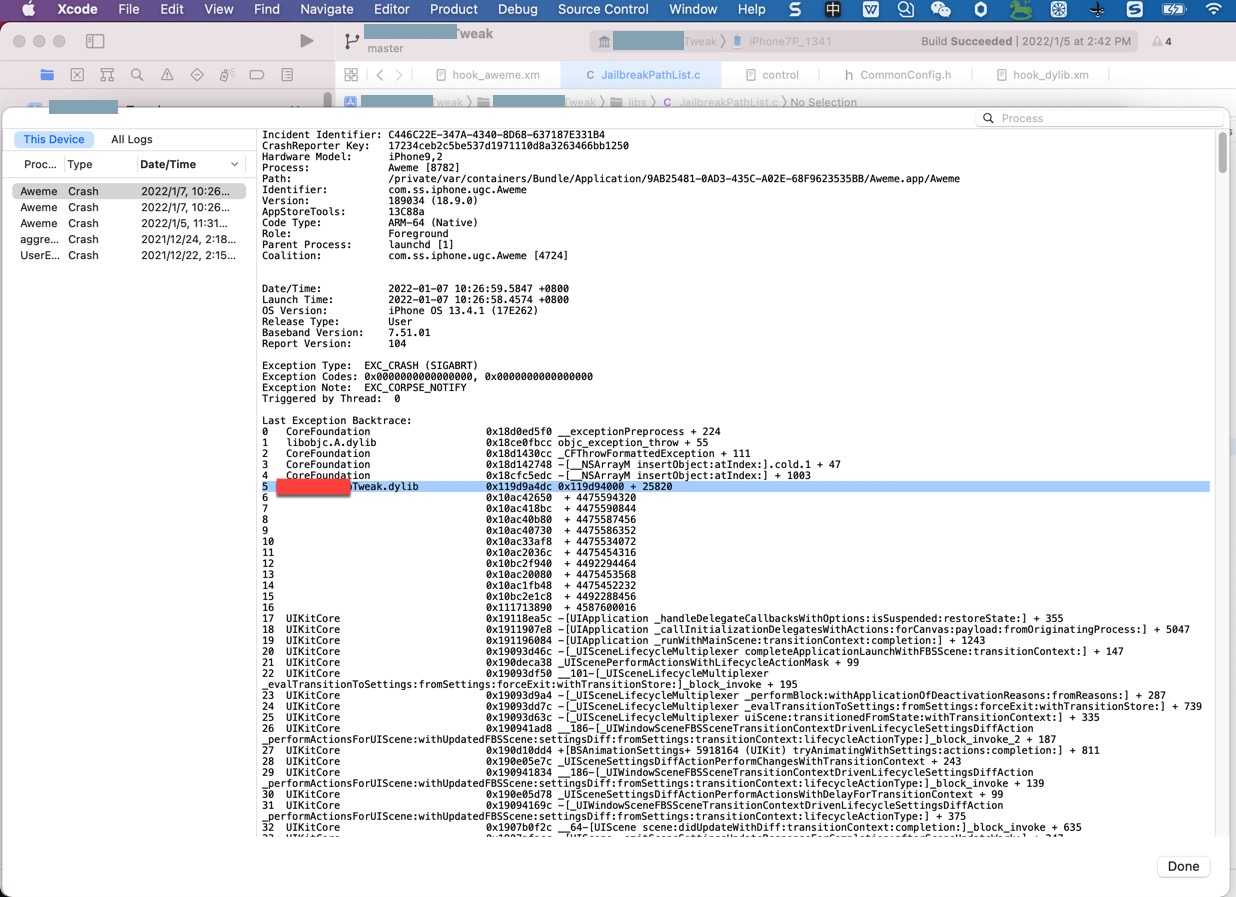 Xcode File Edit View Find Navigate Editor Product Debug Source Control Window Help S 中 W S
Tweak
master
Tweak 〉 iPhone7P_1341 Build Succeeded | 2022/1/5 at 2:42 PM 4
hook_aweme.xm C JailbreakPathList.c control h CommonConfig.h hook_dylib.xm
Tweak 〉 Tweak 〉 libs 〉 C JailbreakPathList.c 〉 No Selection
Process
This Device All Logs
Proc... Type Date/Time
Aweme Crash 2022/1/7, 10:26...
Aweme Crash 2022/1/7, 10:26...
Aweme Crash 2022/1/5, 11:31...
aggre... Crash 2021/12/24, 2:18...
UserE... Crash 2021/12/22, 2:15...
Incident Identifier: C446C22E-347A-4340-8D68-637187E331B4
CrashReporter Key: 17234ceb2c5be537d1971110d8a3263466bb1250
Hardware Model: iPhone9,2
Process: Aweme [8782]
Path: /private/var/containers/Bundle/Application/9AB25481-0AD3-435C-A02E-68F9623535BB/Aweme.app/Aweme
Identifier: com.ss.iphone.ugc.Aweme
Version: 189034 (18.9.0)
AppStoreTools: 13C88a
Code Type: ARM-64 (Native)
Role: Foreground
Parent Process: launchd [1]
Coalition: com.ss.iphone.ugc.Aweme [4724]
Date/Time: 2022-01-07 10:26:59.5847 +0800
Launch Time: 2022-01-07 10:26:58.4574 +0800
OS Version: iPhone OS 13.4.1 (17E262)
Release Type: User
Baseband Version: 7.51.01
Report Version: 104
Exception Type: EXC_CRASH (SIGABRT)
Exception Codes: 0x0000000000000000, 0x0000000000000000
Exception Note: EXC_CORPSE_NOTIFY
Triggered by Thread: 0
Last Exception Backtrace:
0 CoreFoundation 0x18d0ed5f0 __exceptionPreprocess + 224
1 libobjc.A.dylib 0x18ce0fbcc objc_exception_throw + 55
2 CoreFoundation 0x18d1430cc _CFThrowFormattedException + 111
3 CoreFoundation 0x18d142748 -[__NSArrayM insertObject:atIndex:].cold.1 + 47
4 CoreFoundation 0x18cfc5edc -[__NSArrayM insertObject:atIndex:] + 1003
5 Tweak.dylib 0x119d9a4dc 0x119d94000 + 25820
6 0x10ac42650 + 4475594320
7 0x10ac418bc + 4475590844
8 0x10ac40b80 + 4475587456
9 0x10ac40730 + 4475586352
10 0x10ac33af8 + 4475534072
11 0x10ac2036c + 4475454316
12 0x10bc2f940 + 4492294464
13 0x10ac20080 + 4475453568
14 0x10ac1fb48 + 4475452232
15 0x10bc2e1c8 + 4492288456
16 0x111713890 + 4587600016
17 UIKitCore 0x19118ea5c -[UIApplication _handleDelegateCallbacksWithOptions:isSuspended:restoreState:] + 355
18 UIKitCore 0x1911907e8 -[UIApplication _callInitializationDelegatesWithActions:forCanvas:payload:fromOriginatingProcess:] + 5047
19 UIKitCore 0x191196084 -[UIApplication _runWithMainScene:transitionContext:completion:] + 1243
20 UIKitCore 0x19093d46c -[_UISceneLifecycleMultiplexer completeApplicationLaunchWithFBSScene:transitionContext:] + 147
21 UIKitCore 0x190deca38 _UIScenePerformActionsWithLifecycleActionMask + 99
22 UIKitCore 0x19093df50 __101-[_UISceneLifecycleMultiplexer
_evalTransitionToSettings:fromSettings:forceExit:withTransitionStore:]_block_invoke + 195
23 UIKitCore 0x19093d9a4 -[_UISceneLifecycleMultiplexer _performBlock:withApplicationOfDeactivationReasons:fromReasons:] + 287
24 UIKitCore 0x19093dd7c -[_UISceneLifecycleMultiplexer _evalTransitionToSettings:fromSettings:forceExit:withTransitionStore:] + 739
25 UIKitCore 0x19093d63c -[_UISceneLifecycleMultiplexer uiScene:transitionedFromState:withTransitionContext:] + 335
26 UIKitCore 0x190941ad8 __186-[_UIWindowSceneFBSSceneTransitionContextDrivenLifecycleSettingsDiffAction
_performActionsForUIScene:withUpdatedFBSScene:settingsDiff:fromSettings:transitionContext:lifecycleActionType:]_block_invoke_2 + 187
27 UIKitCore 0x190d10dd4 +[BSAnimationSettings+ 5918164 (UIKit) tryAnimatingWithSettings:actions:completion:] + 811
28 UIKitCore 0x190e05e7c _UISceneSettingsDiffActionPerformChangesWithTransitionContext + 243
29 UIKitCore 0x190941834 __186-[_UIWindowSceneFBSSceneTransitionContextDrivenLifecycleSettingsDiffAction
_performActionsForUIScene:withUpdatedFBSScene:settingsDiff:fromSettings:transitionContext:lifecycleActionType:]_block_invoke + 139
30 UIKitCore 0x190e05d78 _UISceneSettingsDiffActionPerformActionsWithDelayForTransitionContext + 99
31 UIKitCore 0x19094169c -[_UIWindowSceneFBSSceneTransitionContextDrivenLifecycleSettingsDiffAction
_performActionsForUIScene:withUpdatedFBSScene:settingsDiff:fromSettings:transitionContext:lifecycleActionType:] + 375
32 UIKitCore 0x1907b0f2c __64-[UIScene scene:didUpdateWithDiff:transitionContext:completion:]_block_invoke + 635
Done